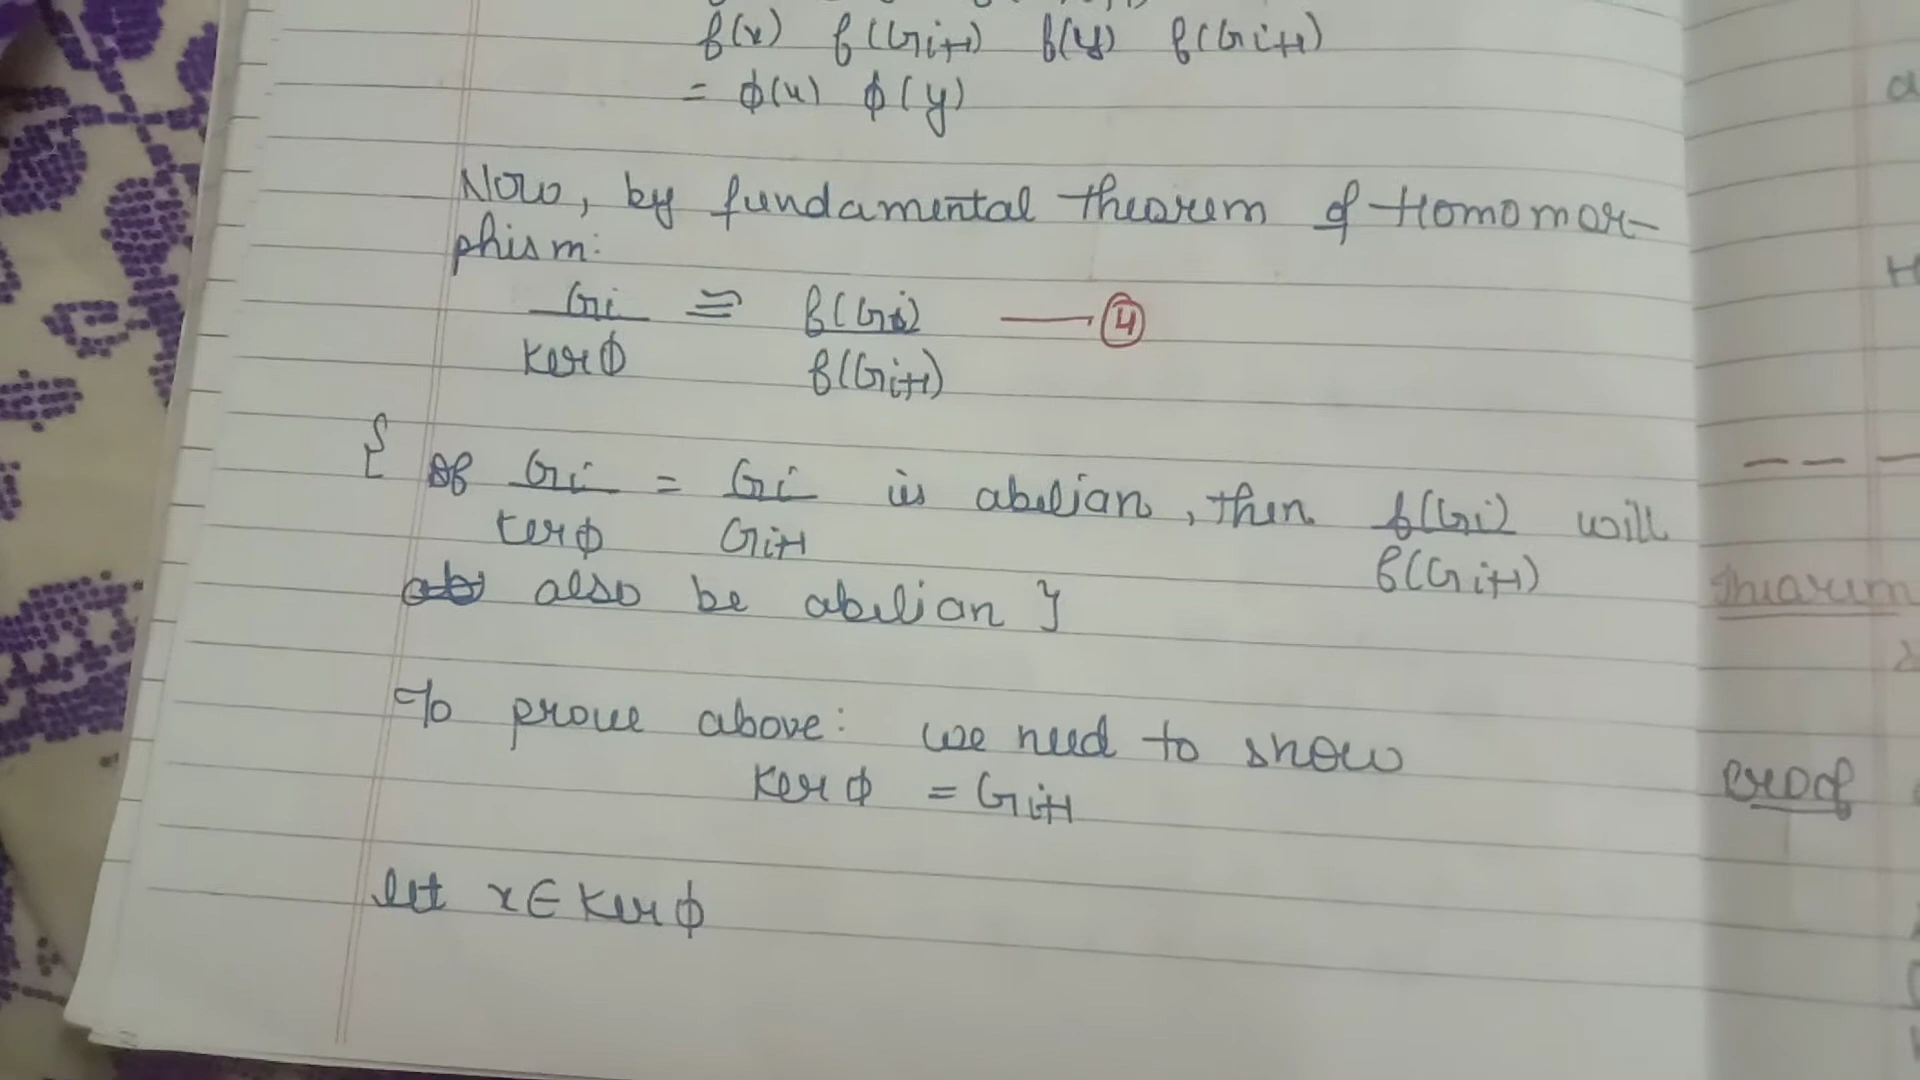 f(x) f(Gi+1) f(y) f(Gi+1)
= ϕ(x) ϕ(y)
Now, by fundamental theorem of Homomor-
phism:
Gi ≅ f(Gi) — 4
Kerϕ f(Gi+1)
{ If Gi = Gi is abelian, then f(Gi) will
Kerϕ Gi+1 f(Gi+1)
also be abelian }
To prove above: we need to show
Ker ϕ = Gi+1
let x ∈ Ker ϕ
theorem
proof